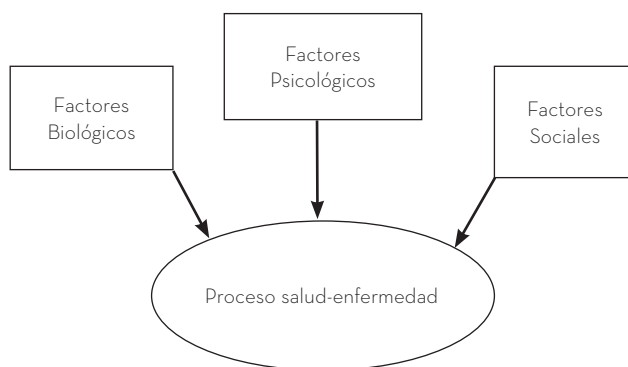 Factores
Biológicos
Factores
Psicológicos
Factores
Sociales
Proceso salud-enfermedad